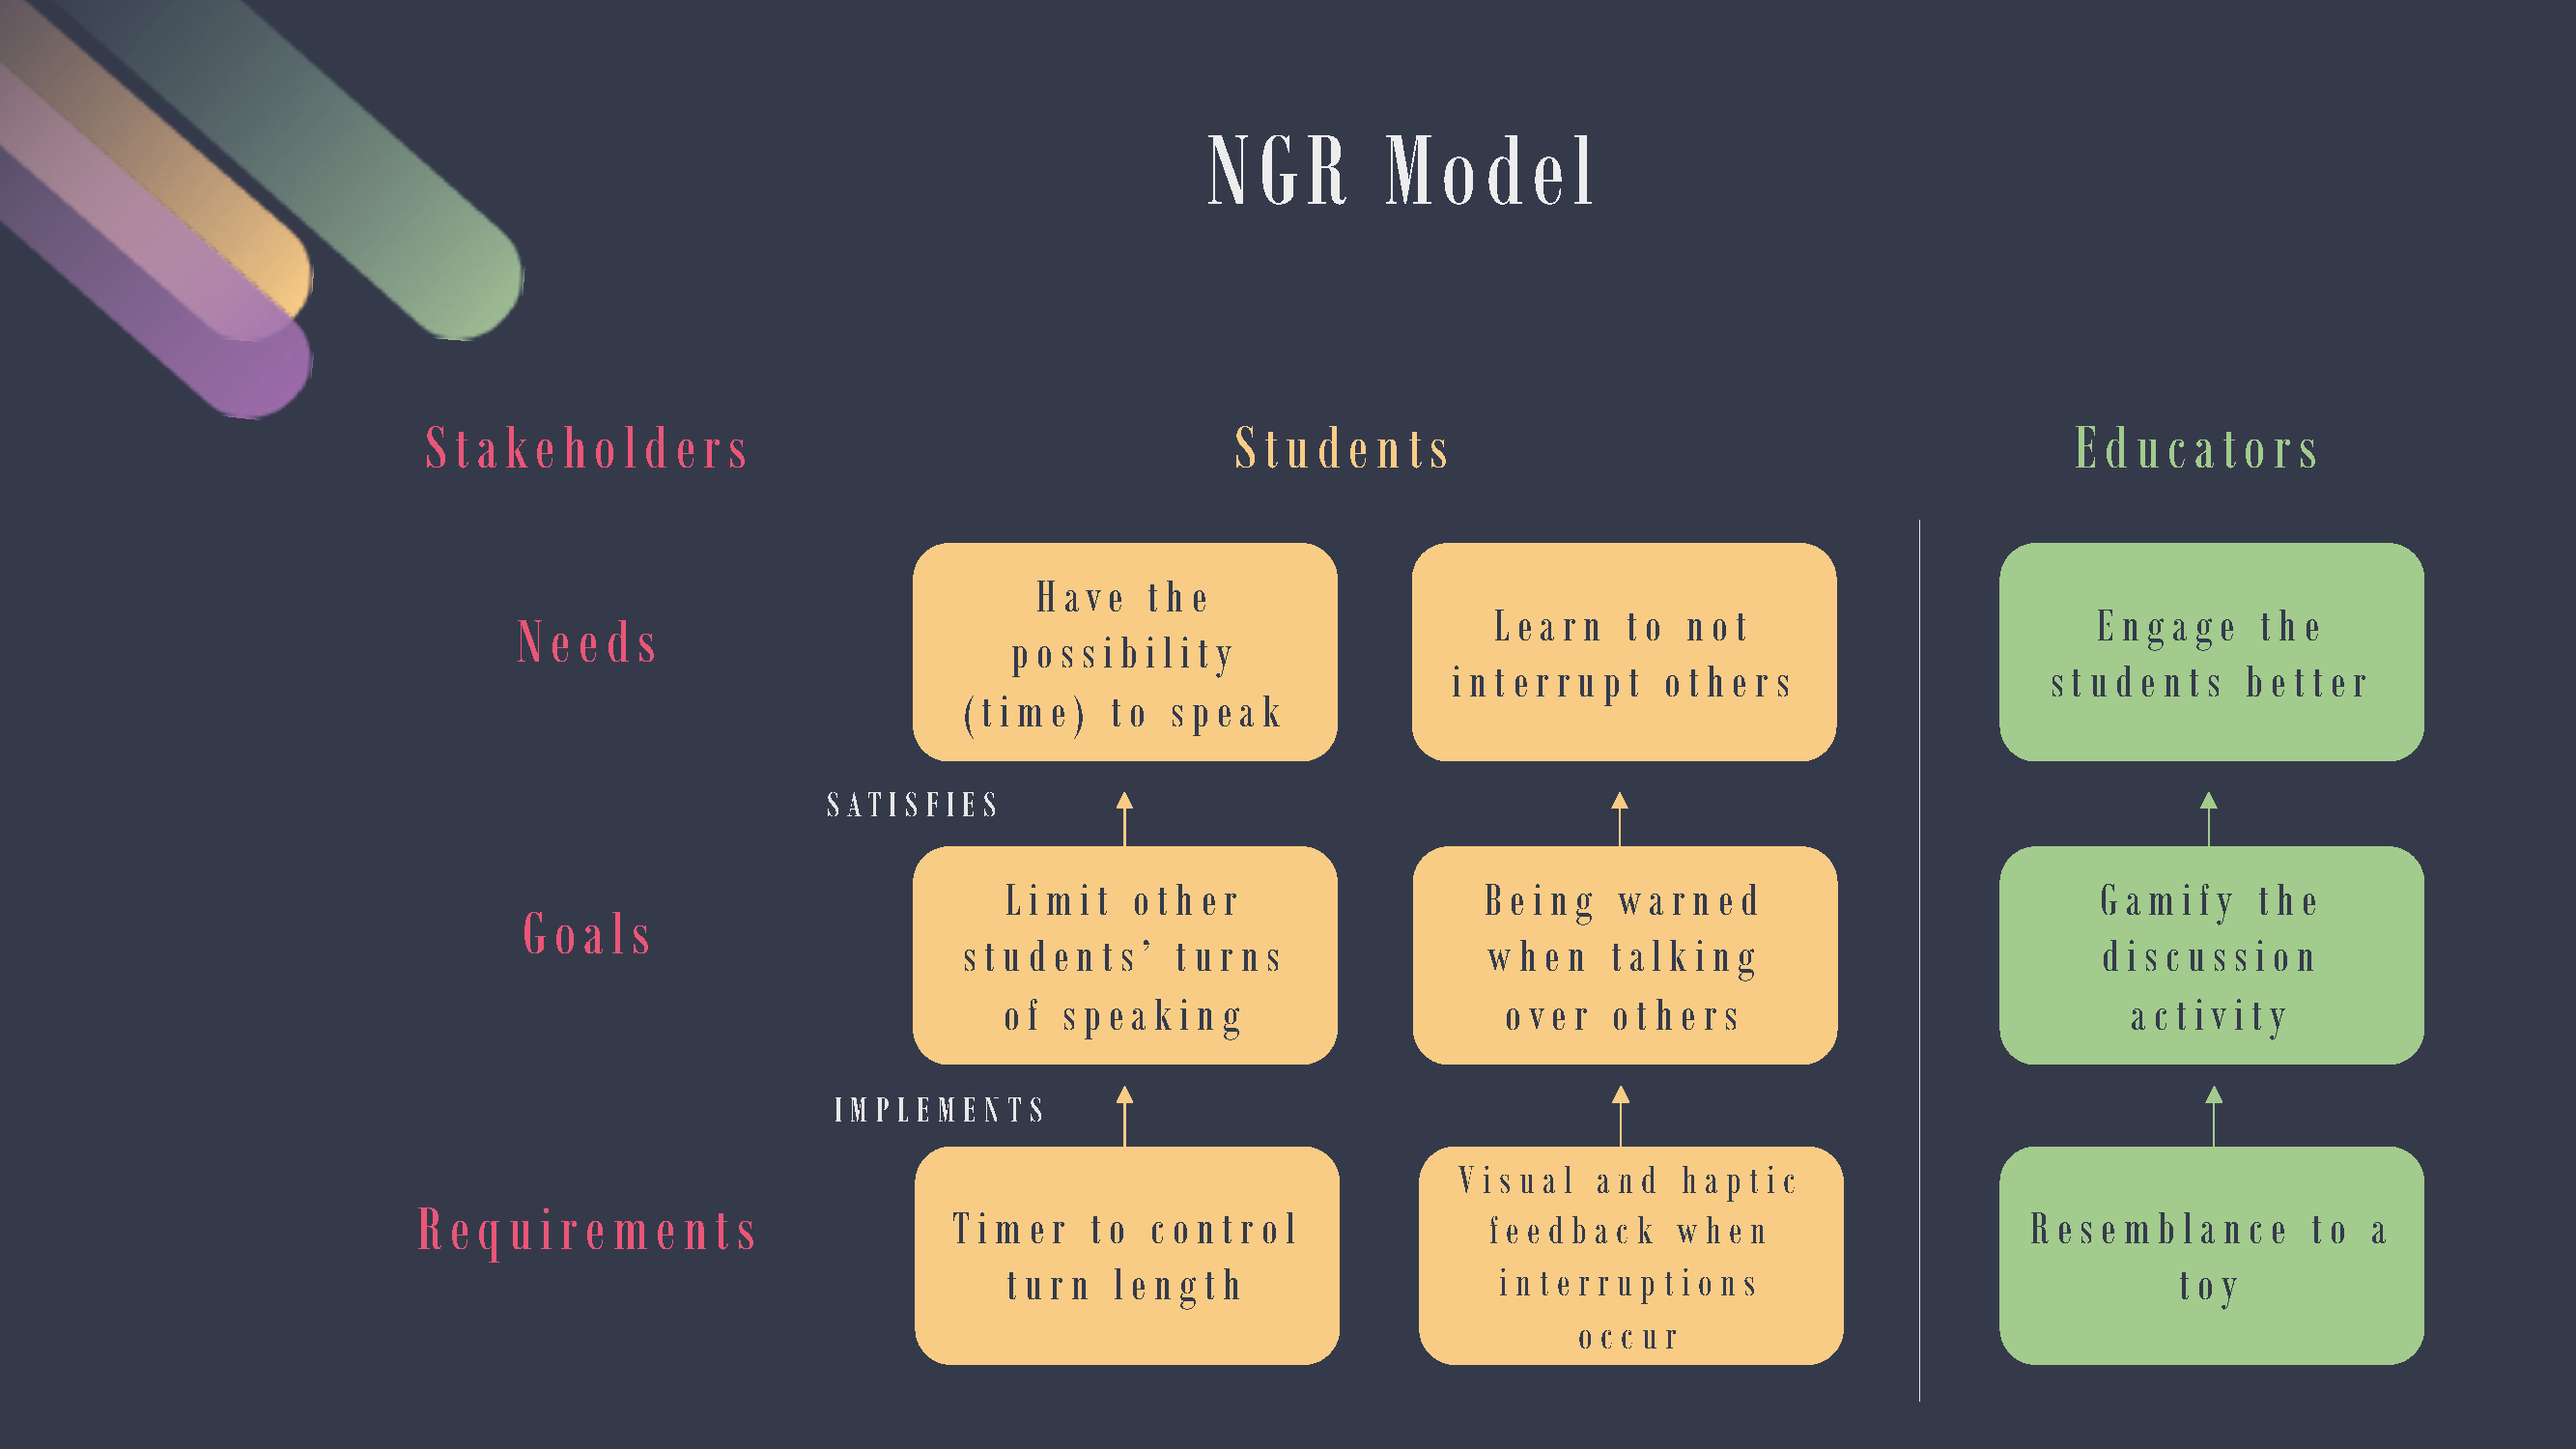 NGR Model
Stakeholders
Students
Educators
Needs
Have the
possibility
(time) to speak
Learn to not
interrupt others
Engage the
students better
SATISFIES
Goals
Limit other
students’ turns
of speaking
Being warned
when talking
over others
Gamify the
discussion
activity
IMPLEMENTS
Requirements
Timer to control
turn length
Visual and haptic
feedback when
interruptions
occur
Resemblance to a
toy